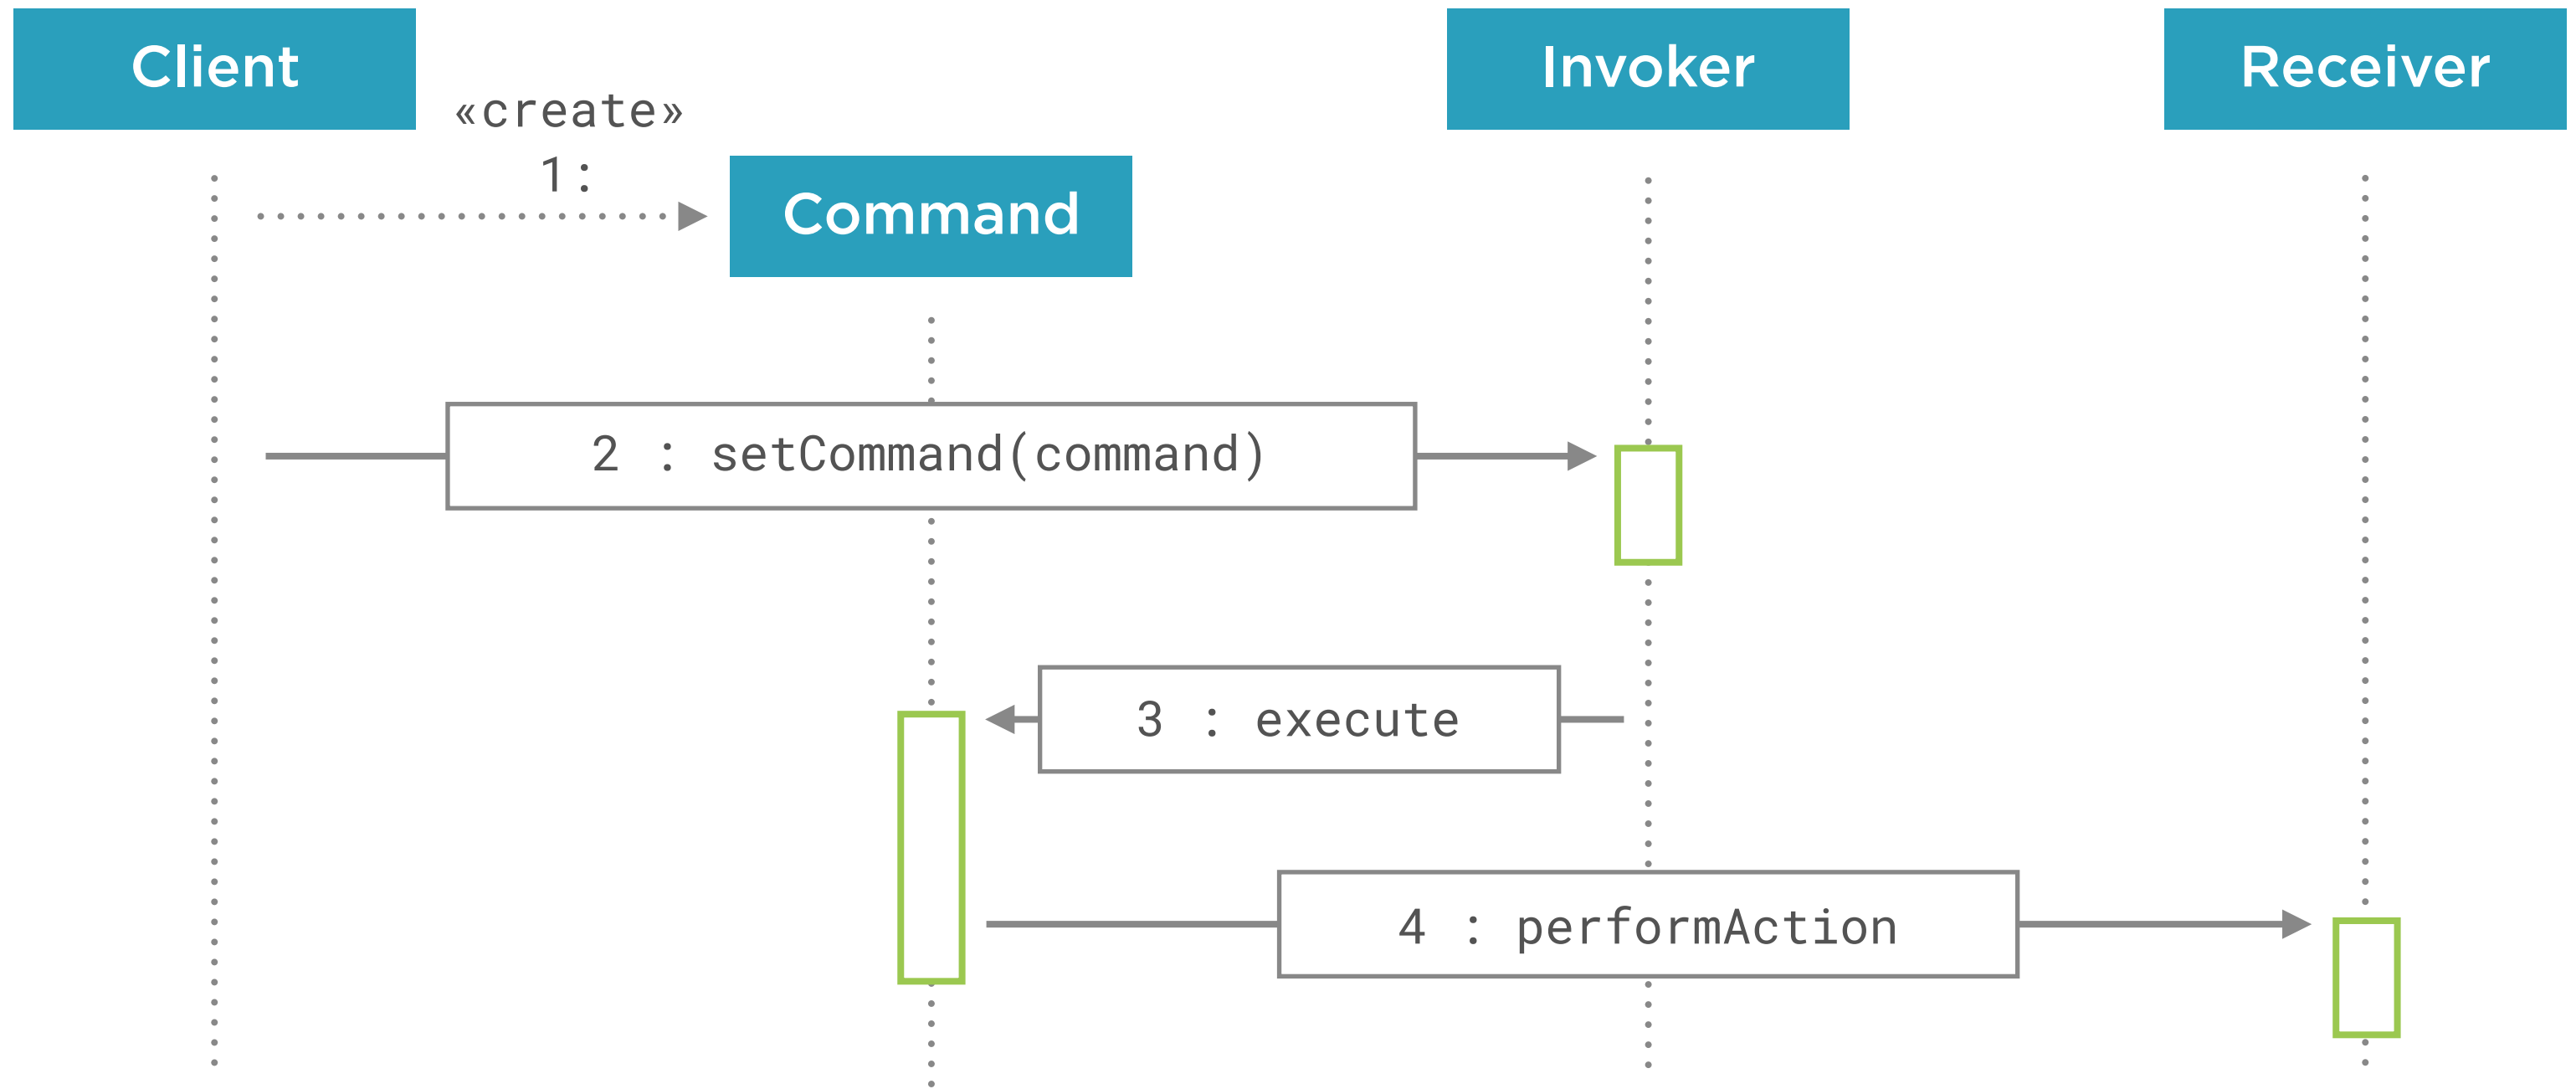 Client
Invoker
Receiver
«create»
1:
Command
2 : setCommand(command)
3 : execute
4 : performAction